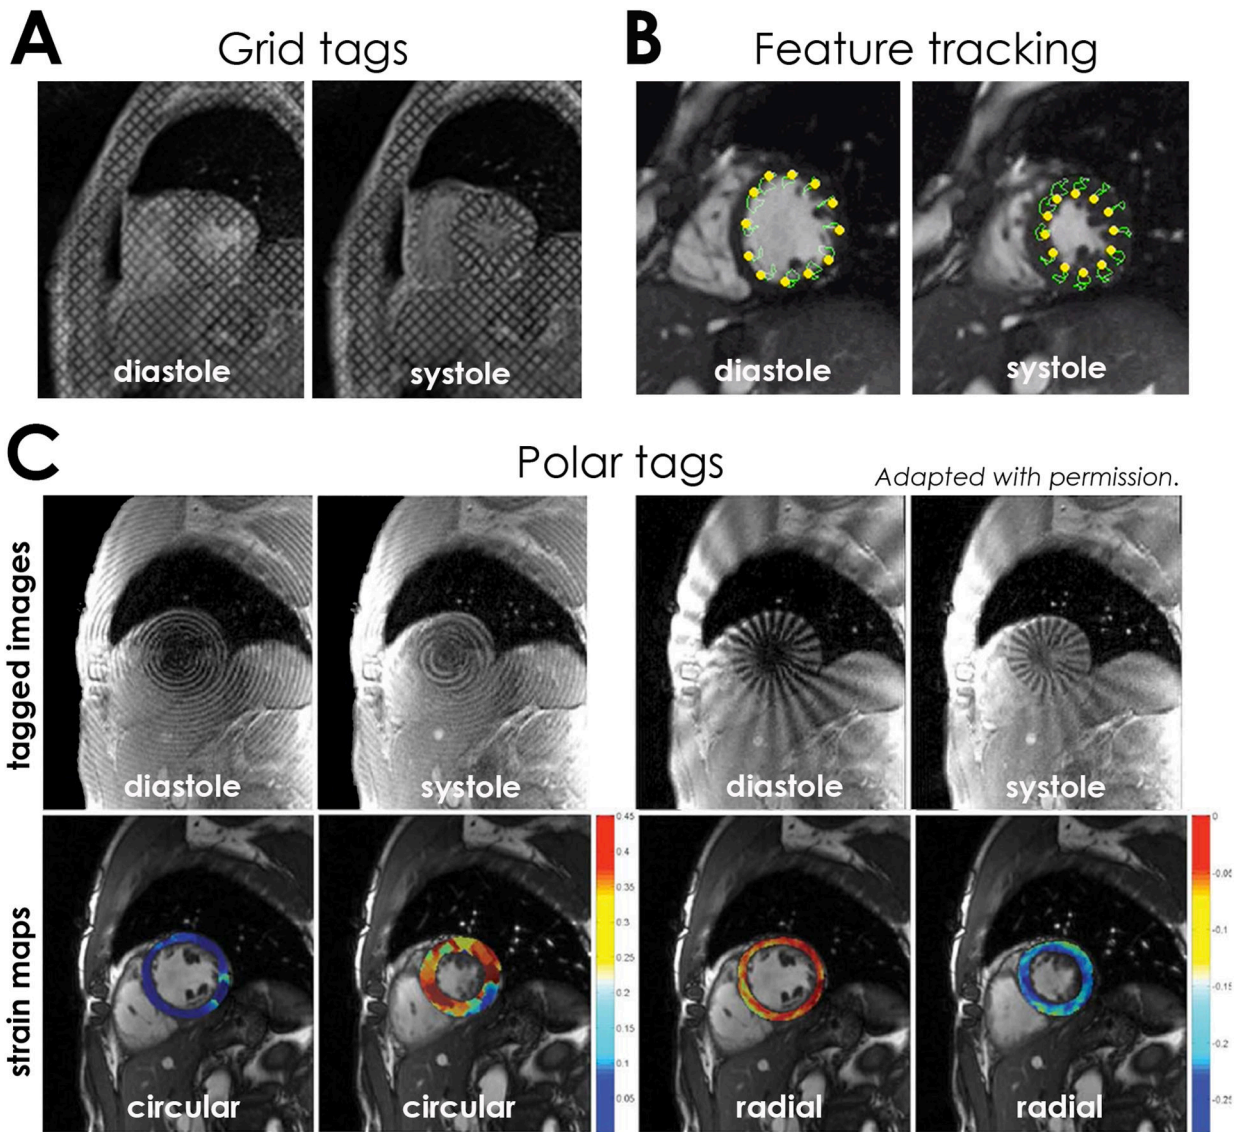 A Grid tags
B Feature tracking
diastole
systole
diastole
systole
C
Polar tags
Adapted with permission.
tagged images
diastole
systole
diastole
systole
strain maps
circular
circular
0.45
0.4
0.35
0.3
0.25
0.2
0.15
0.1
0.05
radial
radial
0
-0.05
-0.1
-0.15
-0.2
-0.25